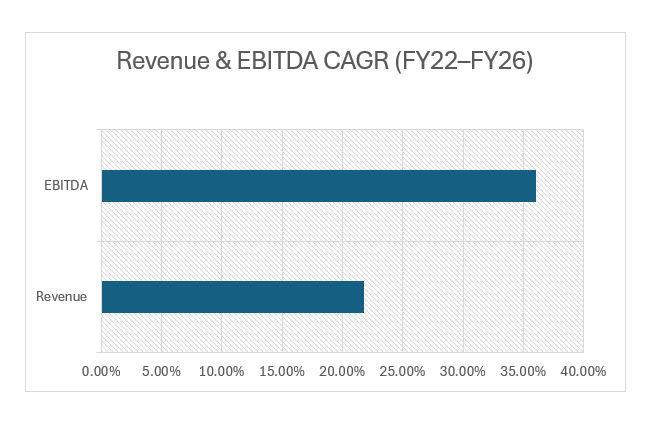 Revenue & EBITDA CAGR (FY22–FY26)
EBITDA
Revenue
0.00% 5.00% 10.00% 15.00% 20.00% 25.00% 30.00% 35.00% 40.00%